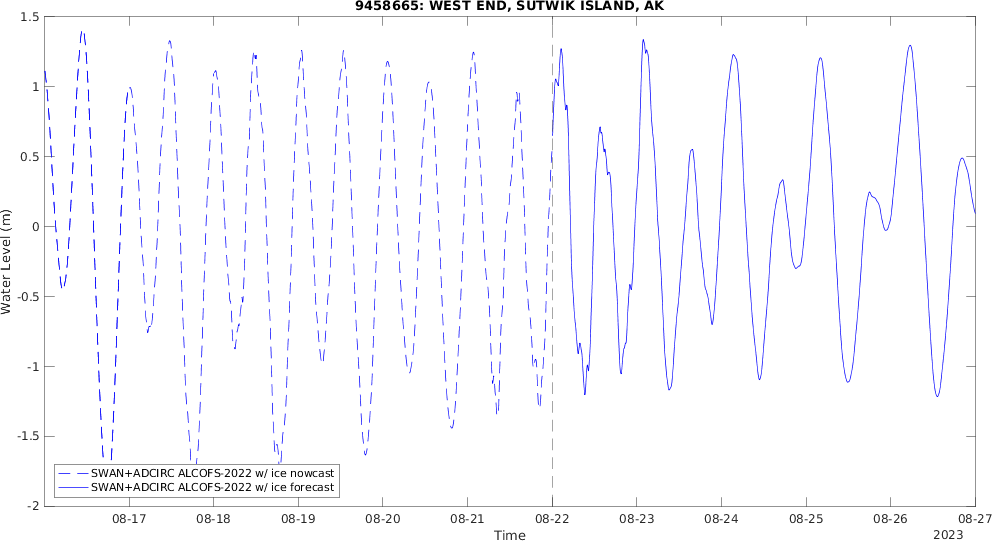 9458665: WEST END, SUTWIK ISLAND, AK
1.5
1
0.5
0
-0.5
-1
-1.5
-2
Water Level (m)
SWAN+ADCIRC ALCOFS-2022 w/ ice nowcast
SWAN+ADCIRC ALCOFS-2022 w/ ice forecast
08-17 08-18 08-19 08-20 08-21 08-22 08-23 08-24 08-25 08-26 08-27
Time
2023